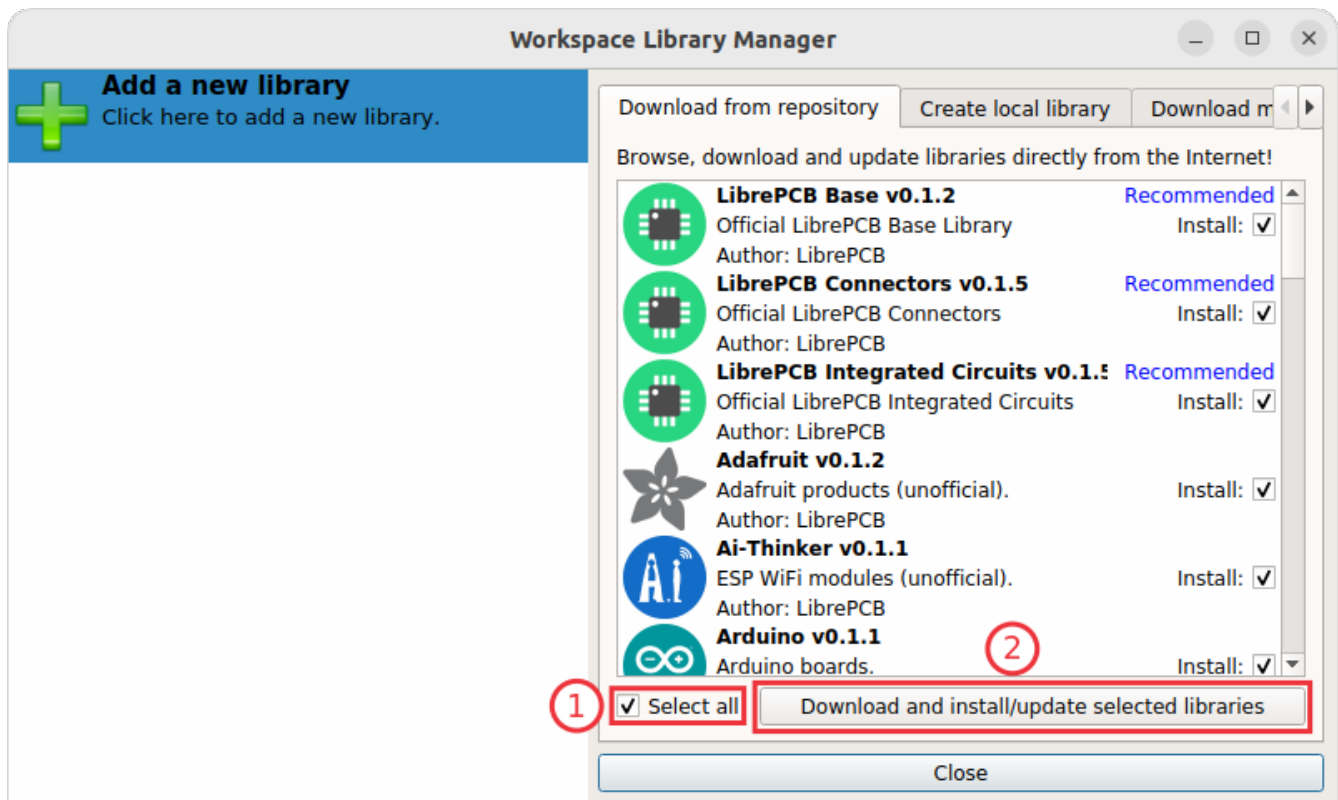 Workspace Library Manager
Add a new library
Click here to add a new library.
Download from repository
Create local library
Download m
Browse, download and update libraries directly from the Internet!
LibrePCB Base v0.1.2
Recommended
Official LibrePCB Base Library
Install:
Author: LibrePCB
LibrePCB Connectors v0.1.5
Recommended
Official LibrePCB Connectors
Install:
Author: LibrePCB
LibrePCB Integrated Circuits v0.1.5
Recommended
Official LibrePCB Integrated Circuits
Install:
Author: LibrePCB
Adafruit v0.1.2
Adafruit products (unofficial).
Install:
Author: LibrePCB
Ai-Thinker v0.1.1
A.i
ESP WiFi modules (unofficial).
Install:
Author: LibrePCB
Arduino v0.1.1
2
Arduino boards.
Install:
1
Select all
Download and install/update selected libraries
Close